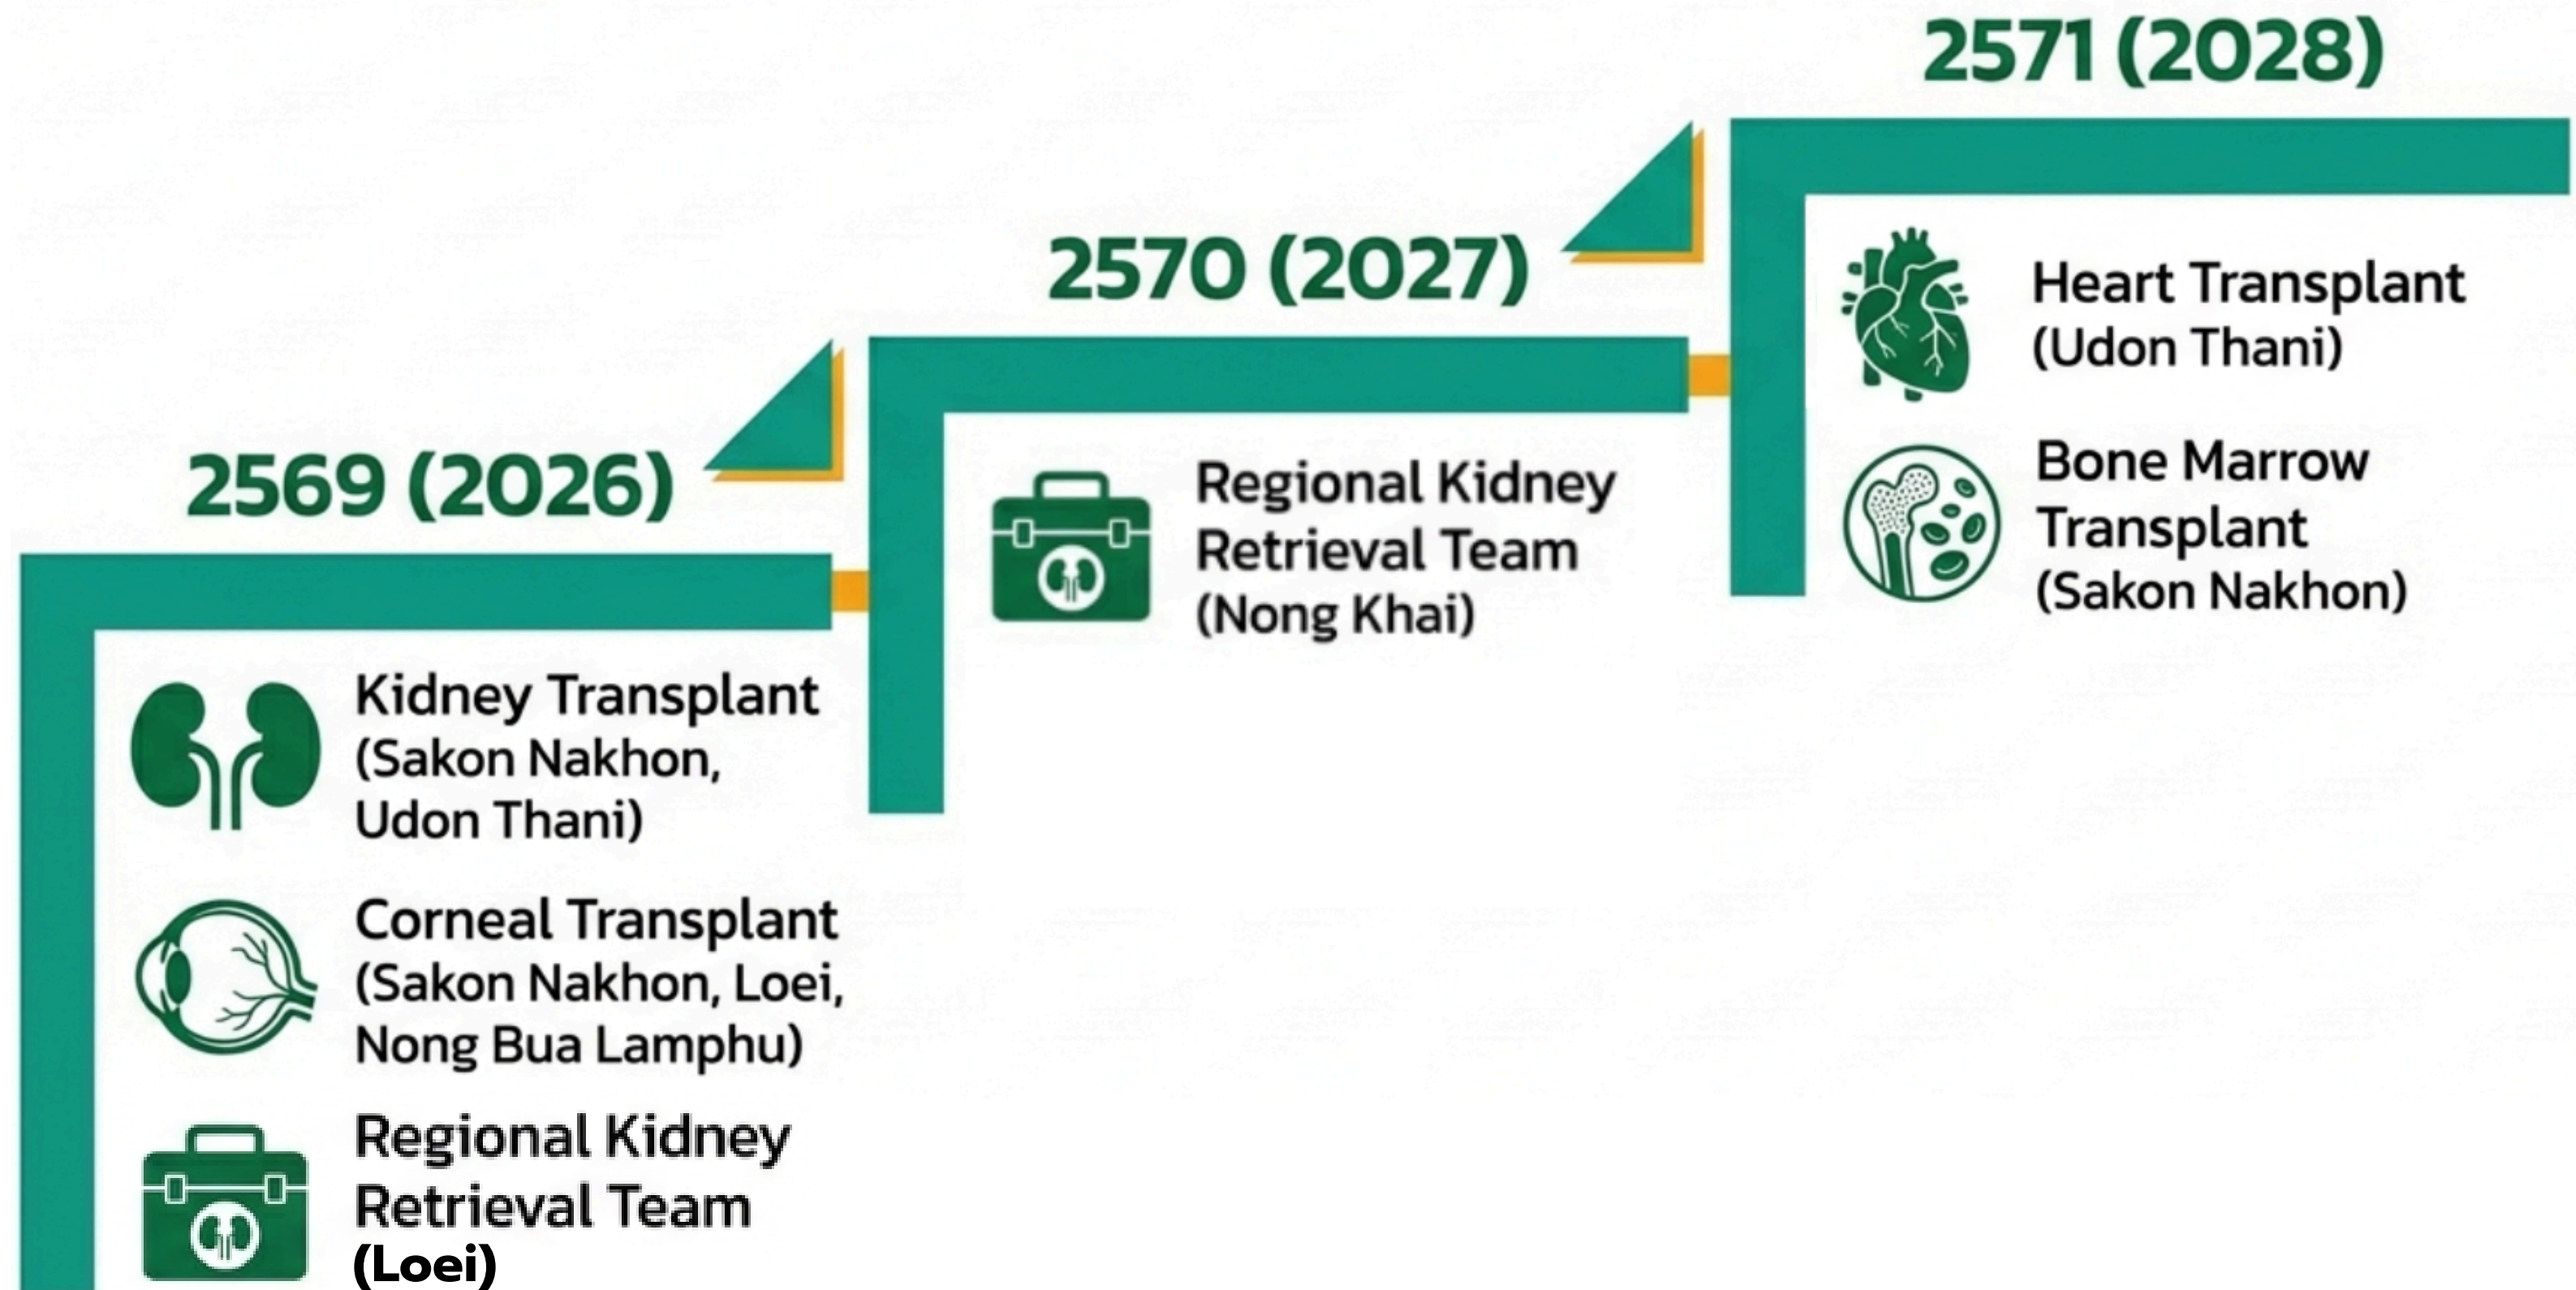 2569 (2026)
Kidney Transplant
(Sakon Nakhon,
Udon Thani)
Corneal Transplant
(Sakon Nakhon, Loei,
Nong Bua Lamphu)
Regional Kidney
Retrieval Team
(Loei)
2570 (2027)
Regional Kidney
Retrieval Team
(Nong Khai)
2571 (2028)
Heart Transplant
(Udon Thani)
Bone Marrow
Transplant
(Sakon Nakhon)